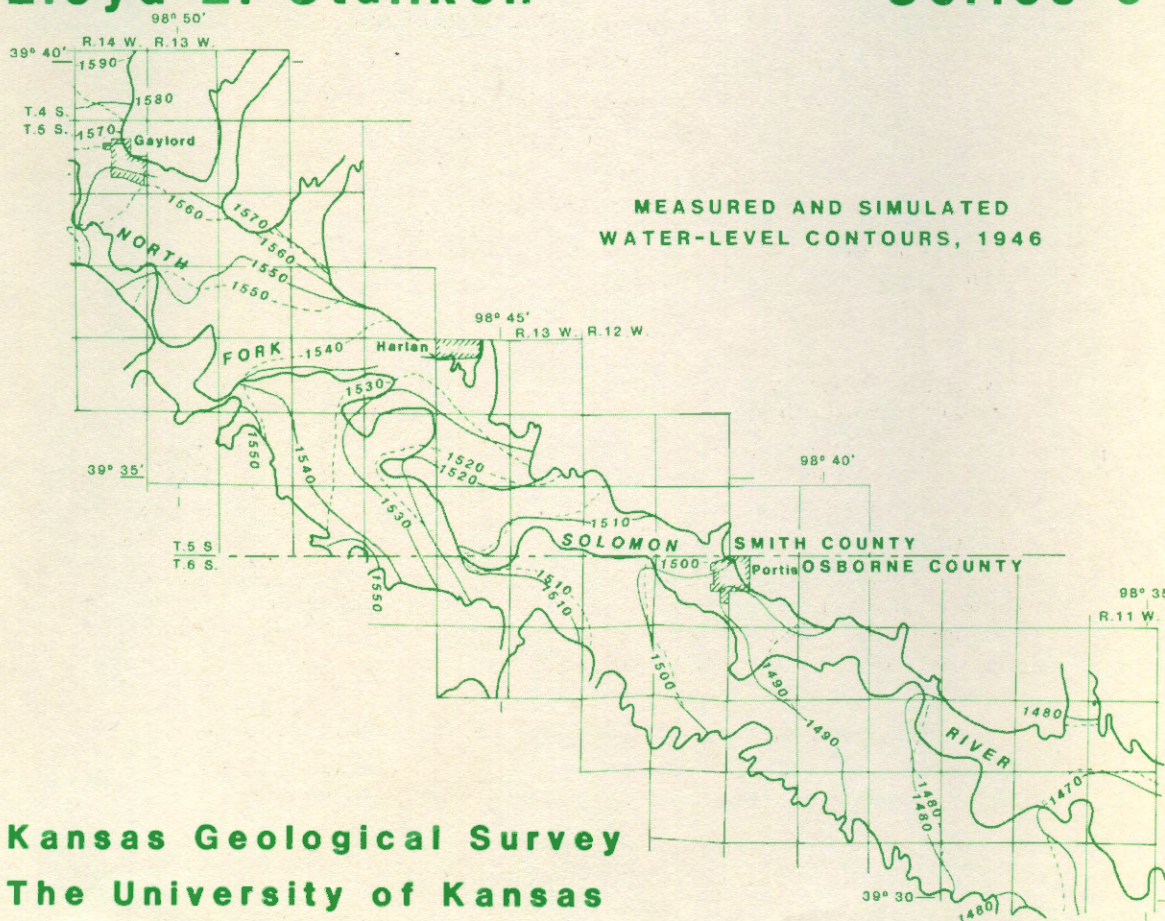 98° 50'
39° 40'
R.14 W. R.13 W.
1590
1580
T.4 S.
T.5 S.
1570
Gaylord
1560
1570
1560
1550
1550
NORTH
FORK
MEASURED AND SIMULATED
WATER-LEVEL CONTOURS, 1946
98° 45'
R.13 W. R.12 W.
Harlan
1540
1530
1550
1540
39° 35'
1520
1520
1530
98° 40'
1510
SOLOMON
SMITH COUNTY
T.5 S
T.6 S.
1500
Portis
OSBORNE COUNTY
1550
1510
1510
98° 35'
R.11 W.
1500
1490
1490
1480
RIVER
1470
1480
1480
39° 30
1480
Kansas Geological Survey
The University of Kansas